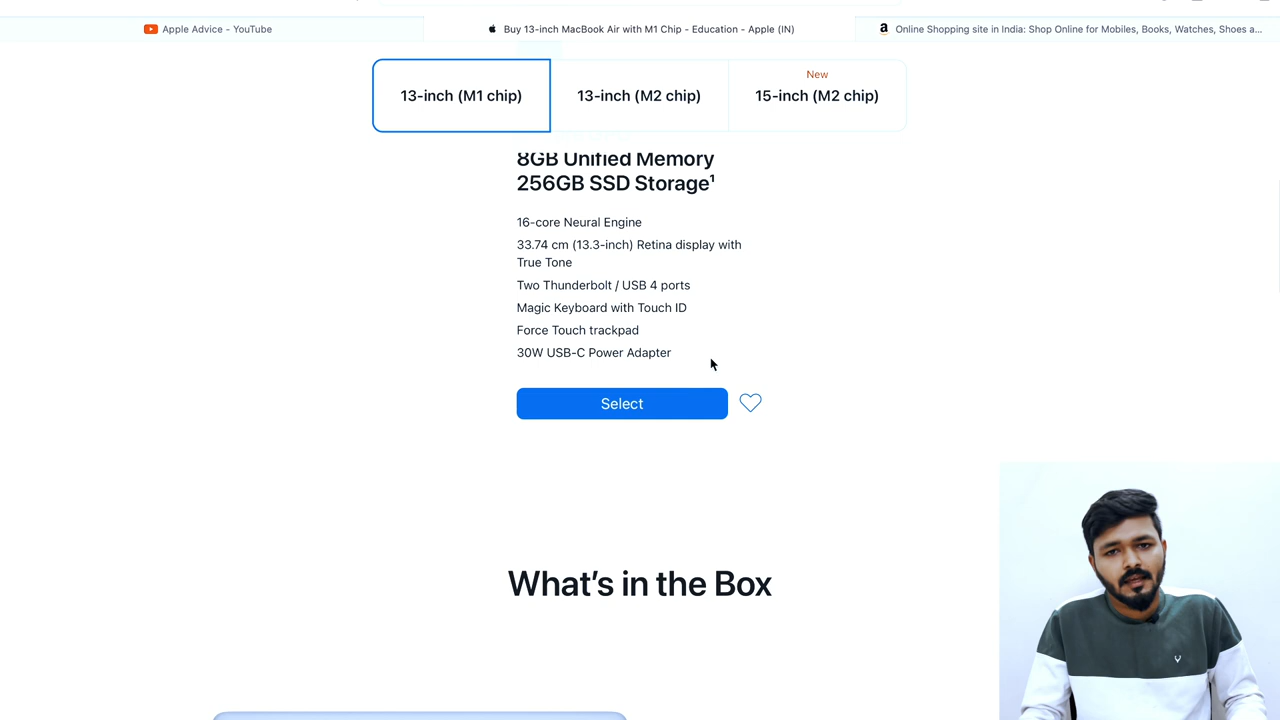 Apple Advice - YouTube
Buy 13-inch MacBook Air with M1 Chip - Education - Apple (IN)
Online Shopping site in India: Shop Online for Mobiles, Books, Watches, Shoes a...
13-inch (M1 chip)
13-inch (M2 chip)
New
15-inch (M2 chip)
8GB Unified Memory
256GB SSD Storage¹
16-core Neural Engine
33.74 cm (13.3-inch) Retina display with
True Tone
Two Thunderbolt / USB 4 ports
Magic Keyboard with Touch ID
Force Touch trackpad
30W USB-C Power Adapter
Select
What's in the Box